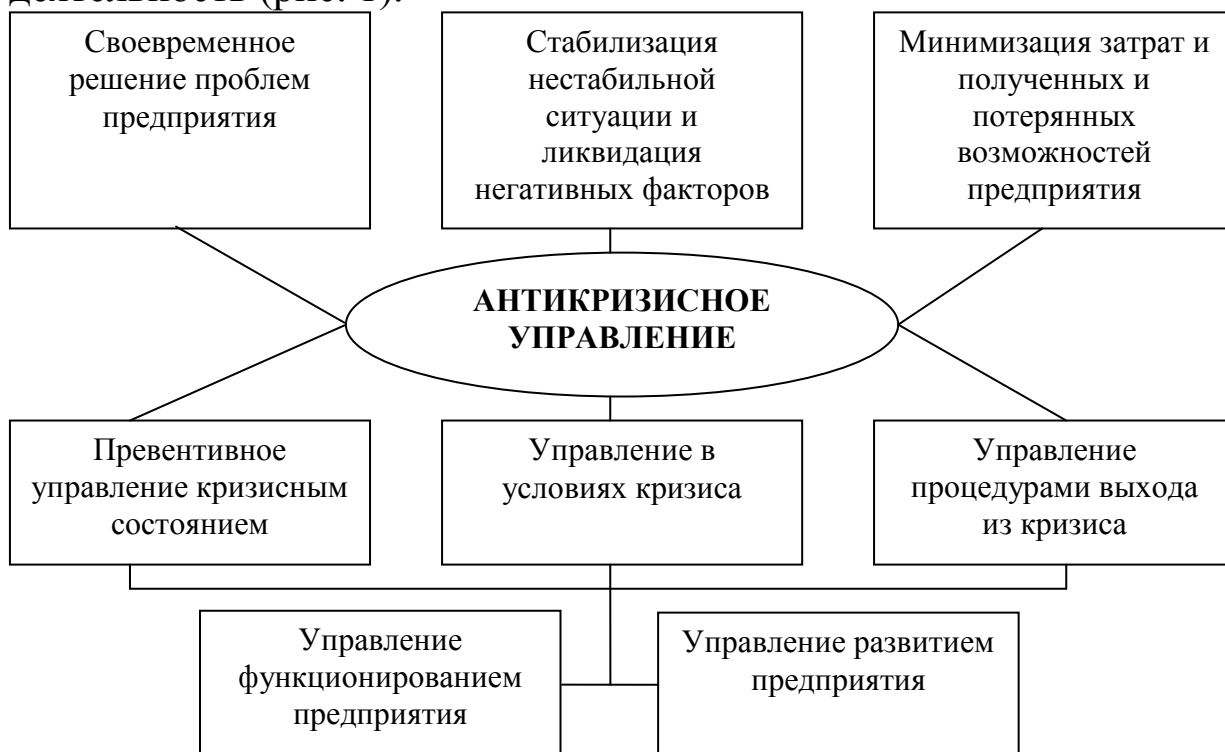 деятельность (рис. 1).
Своевременное
решение проблем
предприятия
Стабилизация
нестабильной
ситуации и
ликвидация
негативных факторов
Минимизация затрат и
полученных и
потерянных
возможностей
предприятия
АНТИКРИЗИСНОЕ
УПРАВЛЕНИЕ
Превентивное
управление кризисным
состоянием
Управление в
условиях кризиса
Управление
процедурами выхода
из кризиса
Управление
функционированием
предприятия
Управление развитием
предприятия